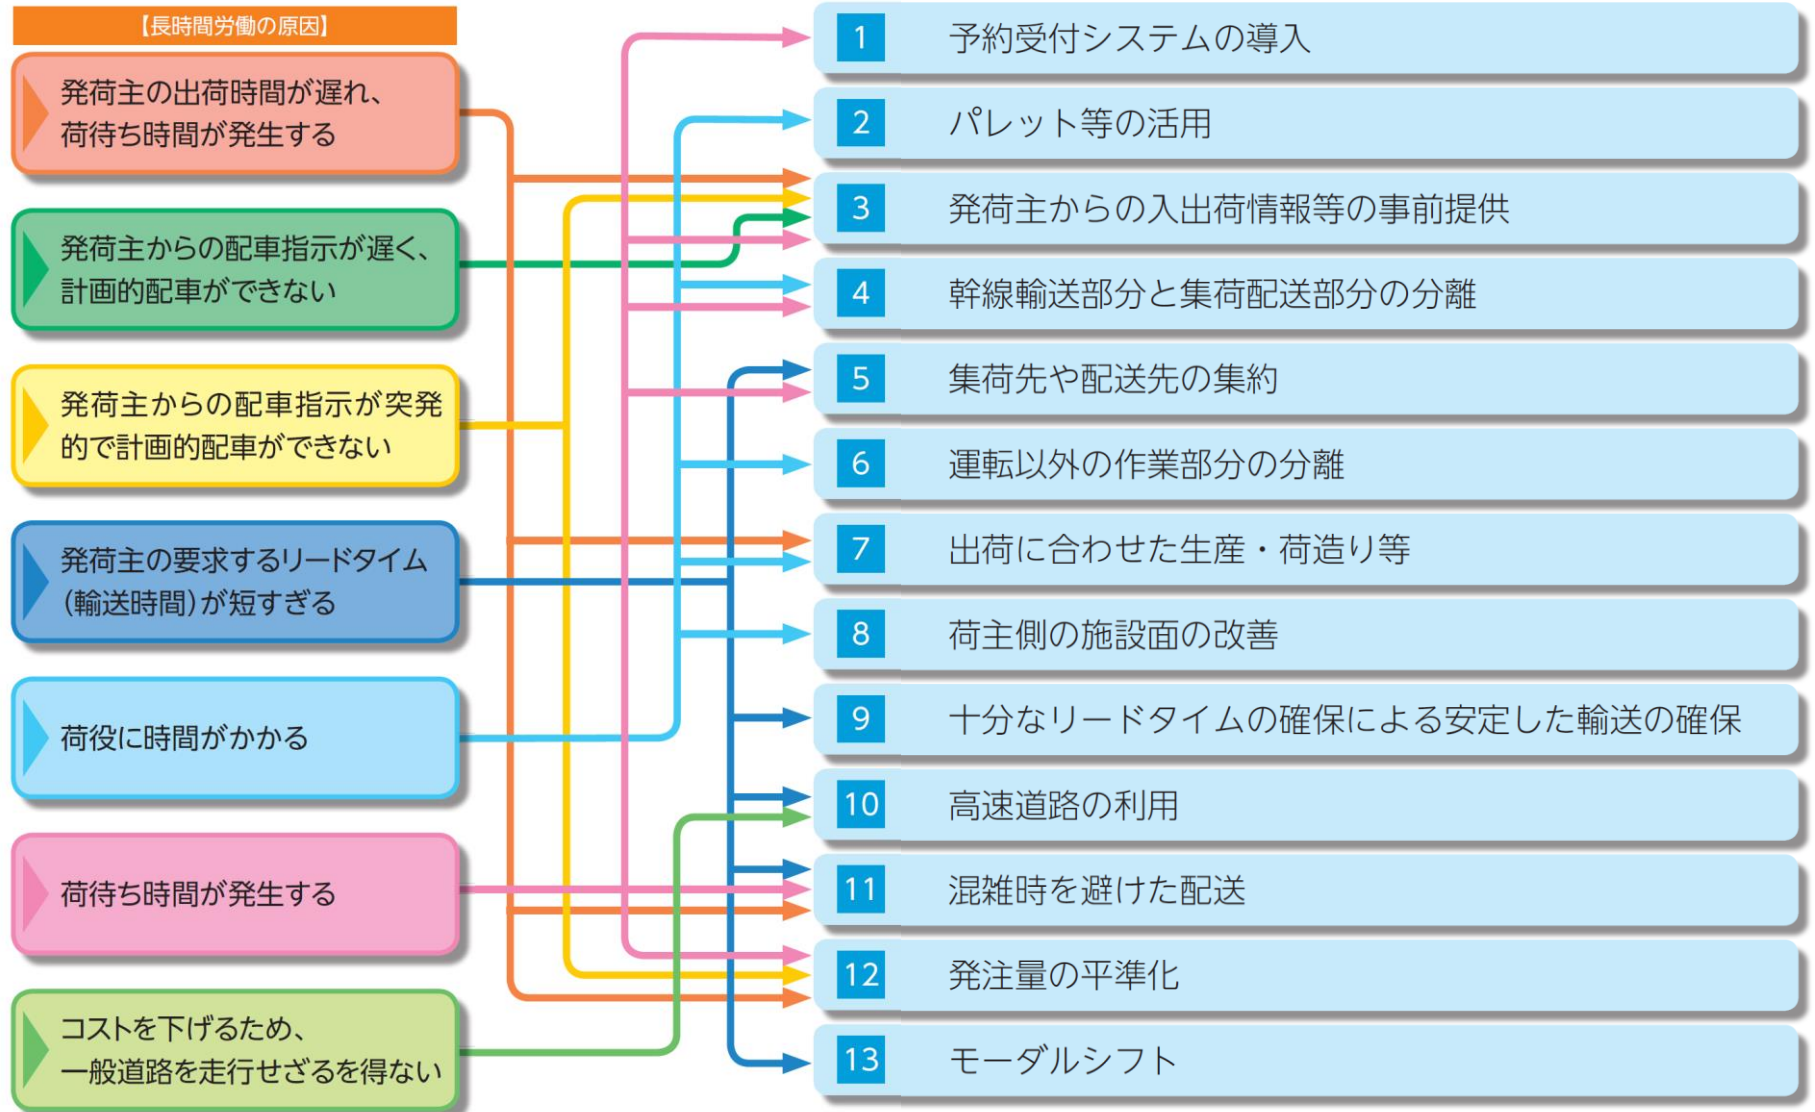 【長時間労働の原因】
発荷主の出荷時間が遅れ、
荷待ち時間が発生する
発荷主からの配車指示が遅く、
計画的配車ができない
発荷主からの配車指示が突発
的で計画的配車ができない
発荷主の要求するリードタイム
(輸送時間)が短すぎる
荷役に時間がかかる
荷待ち時間が発生する
コストを下げるため、
一般道路を走行せざるを得ない
1 予約受付システムの導入
2 パレット等の活用
3 発荷主からの入出荷情報等の事前提供
4 幹線輸送部分と集荷配送部分の分離
5 集荷先や配送先の集約
6 運転以外の作業部分の分離
7 出荷に合わせた生産・荷造り等
8 荷主側の施設面の改善
9 十分なリードタイムの確保による安定した輸送の確保
10 高速道路の利用
11 混雑時を避けた配送
12 発注量の平準化
13 モーダルシフト